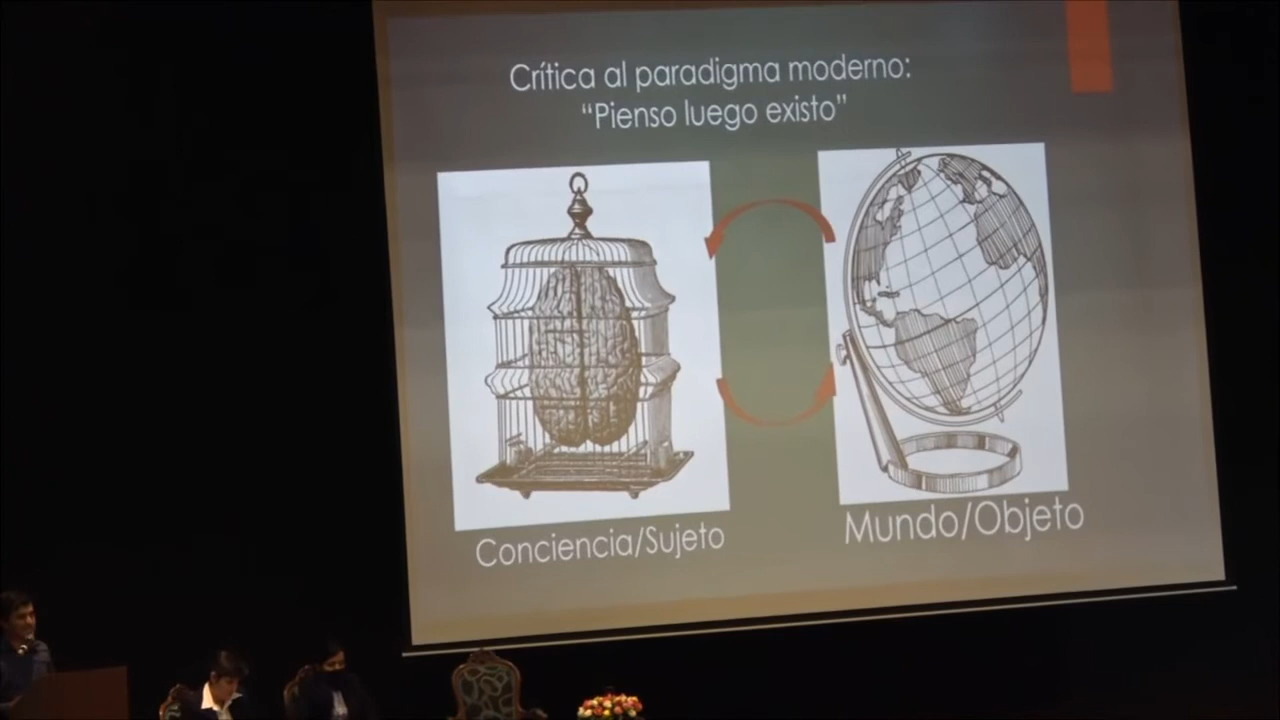 Crítica al paradigma moderno:
“Pienso luego existo”
Conciencia/Sujeto
Mundo/Objeto